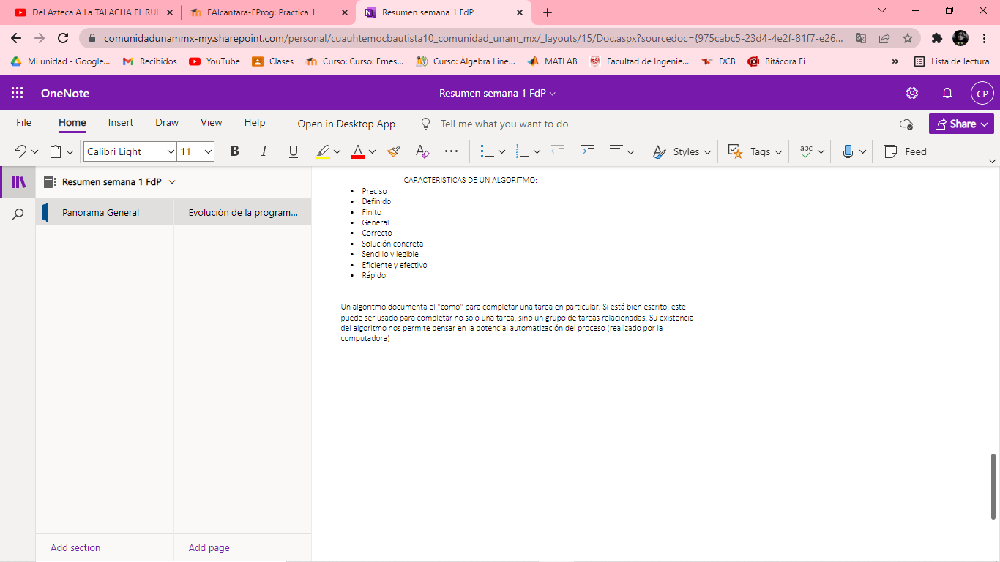 Del Azteca A La TALACHA EL RUI
EAlcantara-FProg: Practica 1
Resumen semana 1 FdP
comunidadunammx-my.sharepoint.com/personal/cuauhtemocbautista10_comunidad_unam_mx/_layouts/15/Doc.aspx?sourcedoc={975cabc5-23d4-4e2f-81f7-e26...
Mi unidad - Google...
Recibidos
YouTube
Clases
Curso: Curso: Ernes...
Curso: Álgebra Line...
MATLAB
Facultad de Ingenie...
DCB
Bitácora Fi
»
Lista de lectura
OneNote
Resumen semana 1 FdP
CP
File
Home
Insert
Draw
View
Help
Open in Desktop App
Tell me what you want to do
Share
Calibri Light
11
B
I
U
A
Styles
Tags
abc
Feed
Resumen semana 1 FdP
Panorama General
Evolución de la program...
CARACTERISTICAS DE UN ALGORITMO:
• Preciso
• Definido
• Finito
• General
• Correcto
• Solución concreta
• Sencillo y legible
• Eficiente y efectivo
• Rápido
Un algoritmo documenta el "como" para completar una tarea en particular. Si está bien escrito, este
puede ser usado para completar no solo una tarea, sino un grupo de tareas relacionadas. Su existencia
del algoritmo nos permite pensar en la potencial automatización del proceso (realizado por la
computadora)
Add section
Add page